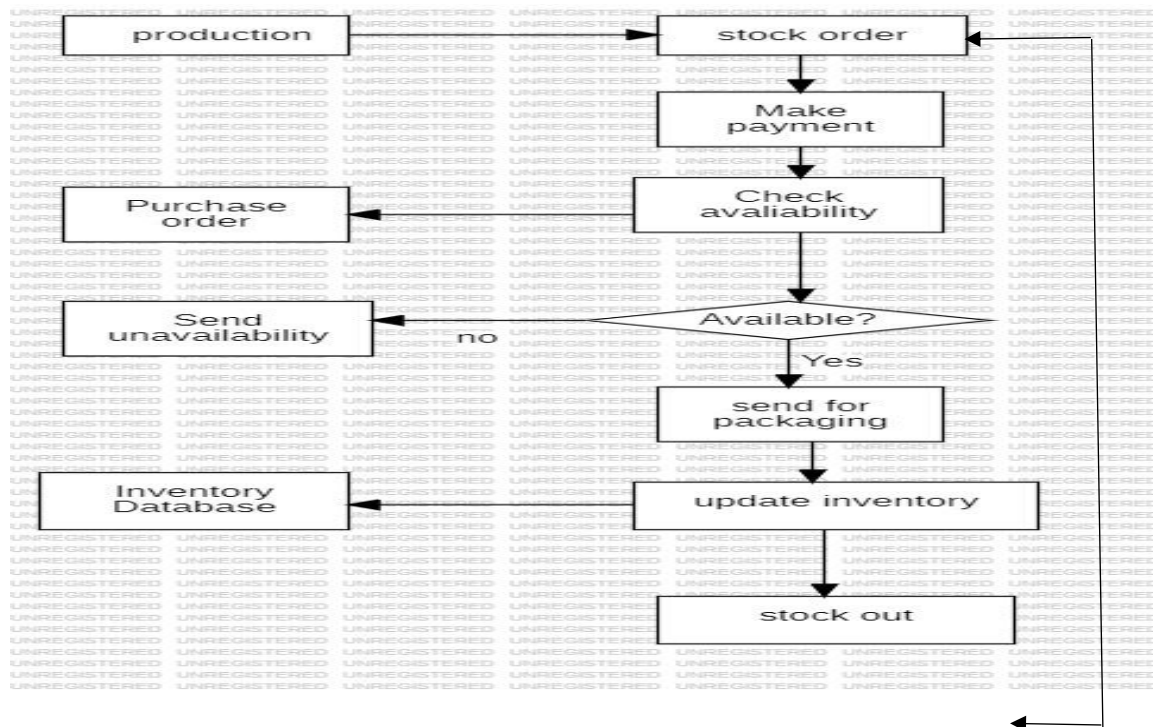 production
stock order
Make
payment
Check
avaliability
Purchase
order
Available?
Send
unavailability
no
Yes
send for
packaging
Inventory
Database
update inventory
stock out
UNREGISTERED